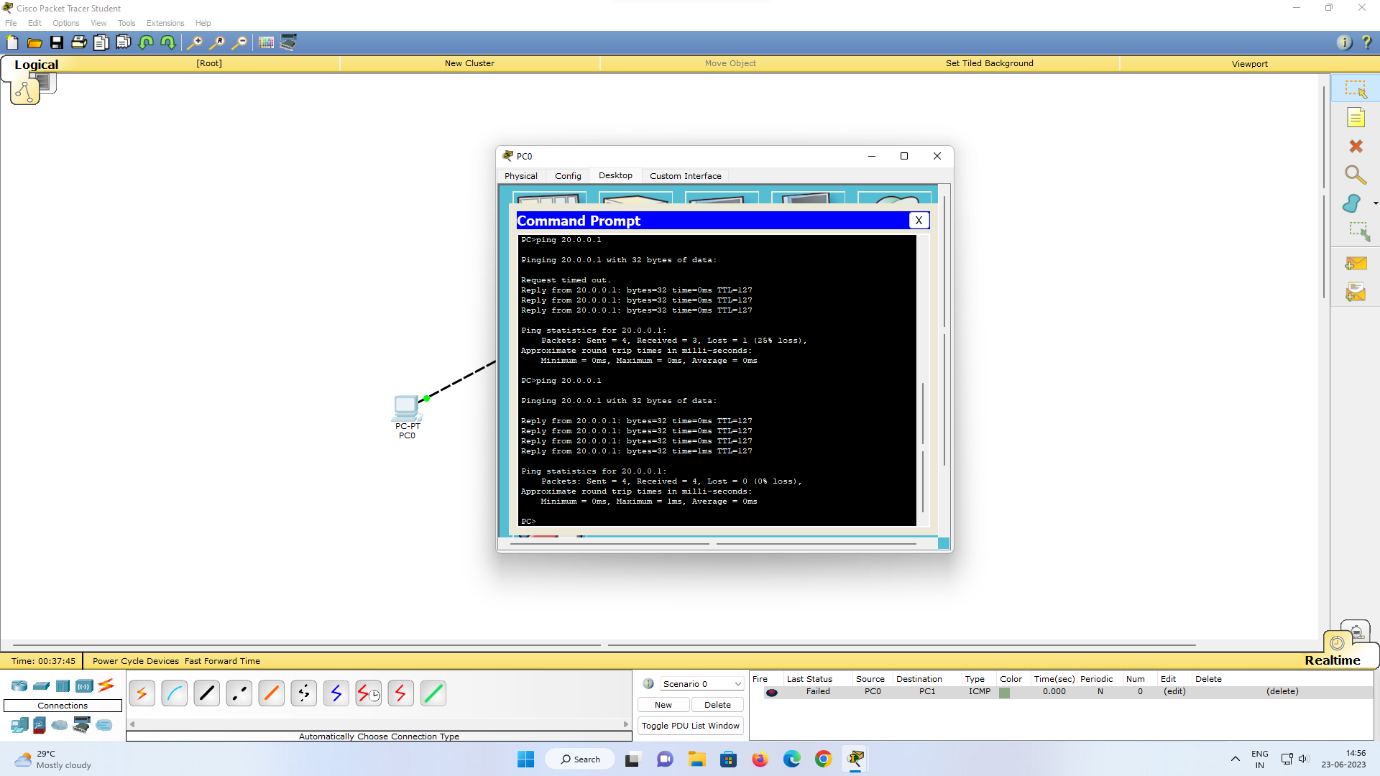 Cisco Packet Tracer Student
File Edit Options View Tools Extensions Help
Logical [Root] New Cluster Move Object Set Tiled Background Viewport
PC0
Physical Config Desktop Custom Interface
Command Prompt X
PC>ping 20.0.0.1
Pinging 20.0.0.1 with 32 bytes of data:
Request timed out.
Reply from 20.0.0.1: bytes=32 time=0ms TTL=127
Reply from 20.0.0.1: bytes=32 time=0ms TTL=127
Reply from 20.0.0.1: bytes=32 time=0ms TTL=127
Ping statistics for 20.0.0.1:
Packets: Sent = 4, Received = 3, Lost = 1 (25% loss),
Approximate round trip times in milli-seconds:
Minimum = 0ms, Maximum = 0ms, Average = 0ms
PC>ping 20.0.0.1
Pinging 20.0.0.1 with 32 bytes of data:
Reply from 20.0.0.1: bytes=32 time=0ms TTL=127
Reply from 20.0.0.1: bytes=32 time=0ms TTL=127
Reply from 20.0.0.1: bytes=32 time=0ms TTL=127
Reply from 20.0.0.1: bytes=32 time=1ms TTL=127
Ping statistics for 20.0.0.1:
Packets: Sent = 4, Received = 4, Lost = 0 (0% loss),
Approximate round trip times in milli-seconds:
Minimum = 0ms, Maximum = 1ms, Average = 0ms
PC>
PC-PT
PC0
Time: 00:37:45 Power Cycle Devices Fast Forward Time Realtime
Connections
Automatically Choose Connection Type
Scenario 0
New Delete
Toggle PDU List Window
Fire Last Status Source Destination Type Color Time(sec) Periodic Num Edit Delete
Failed PC0 PC1 ICMP 0.000 N 0 (edit) (delete)
29°C
Mostly cloudy
Search
ENG
IN
14:56
23-06-2023